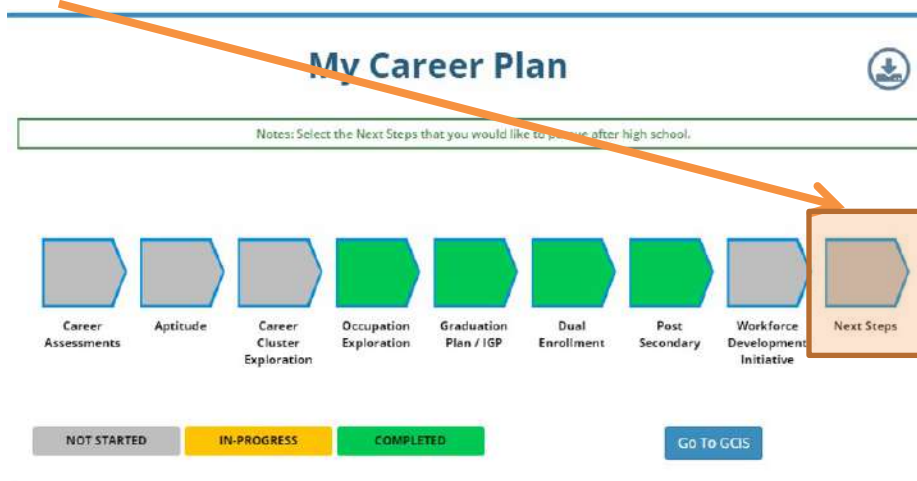 My Career Plan
Notes: Select the Next Steps that you would like to pursue after high school.
Career Assessments
Aptitude
Career Cluster Exploration
Occupation Exploration
Graduation Plan / IGP
Dual Enrollment
Post Secondary
Workforce Development Initiative
Next Steps
NOT STARTED
IN-PROGRESS
COMPLETED
Go To GCIS